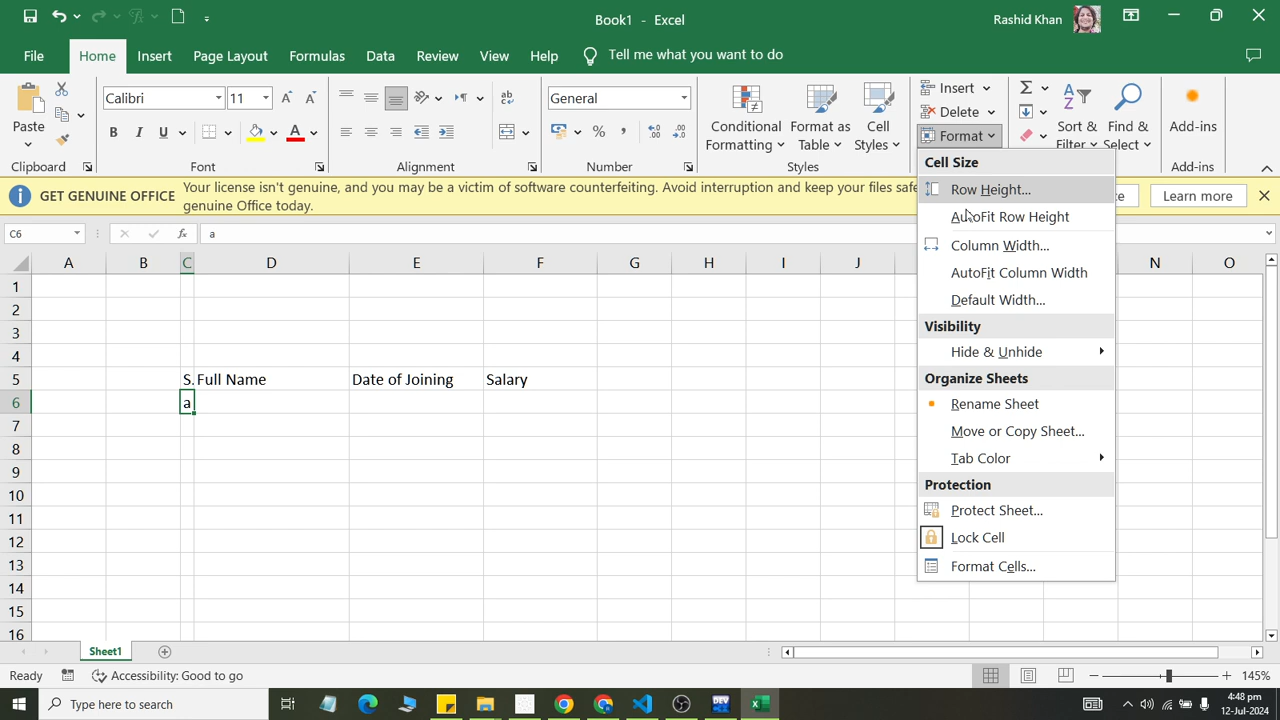 Book1 - Excel
Rashid Khan
File Home Insert Page Layout Formulas Data Review View Help Tell me what you want to do
Calibri 11
General
Insert
Delete
Format
Paste
B I U A
Conditional Formatting
Format as Table
Cell Styles
Sort & Filter
Find & Select
Add-ins
Clipboard Font Alignment Number Styles Add-ins
GET GENUINE OFFICE
Your license isn't genuine, and you may be a victim of software counterfeiting. Avoid interruption and keep your files safe
genuine Office today.
Learn more
C6
fx
a
A B C D E F G H I J N O
1
2
3
4
5 S. Full Name Date of Joining Salary
6 a
7
8
9
10
11
12
13
14
15
16
Cell Size
Row Height...
AutoFit Row Height
Column Width...
AutoFit Column Width
Default Width...
Visibility
Hide & Unhide
Organize Sheets
Rename Sheet
Move or Copy Sheet...
Tab Color
Protection
Protect Sheet...
Lock Cell
Format Cells...
Sheet1
Ready Accessibility: Good to go 145%
Type here to search
4:48 pm
12-Jul-2024